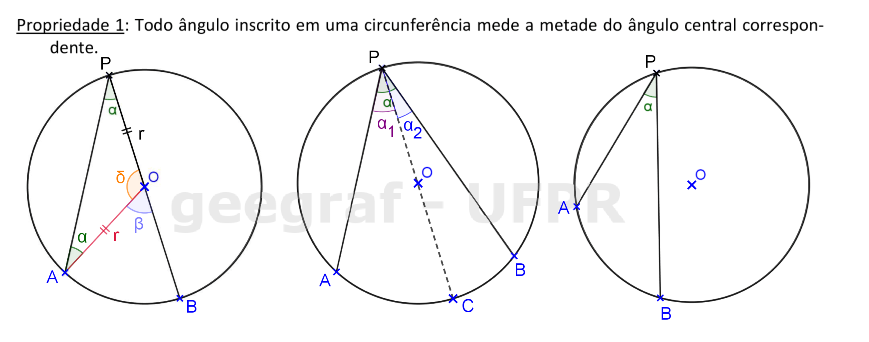 Propriedade 1: Todo ângulo inscrito em uma circunferência mede a metade do ângulo central correspon-
dente.
P
α
r
δ
O
β
α
r
A
B
P
α
α1
α2
O
A
B
C
P
α
O
A
B
geegraf - UFPR